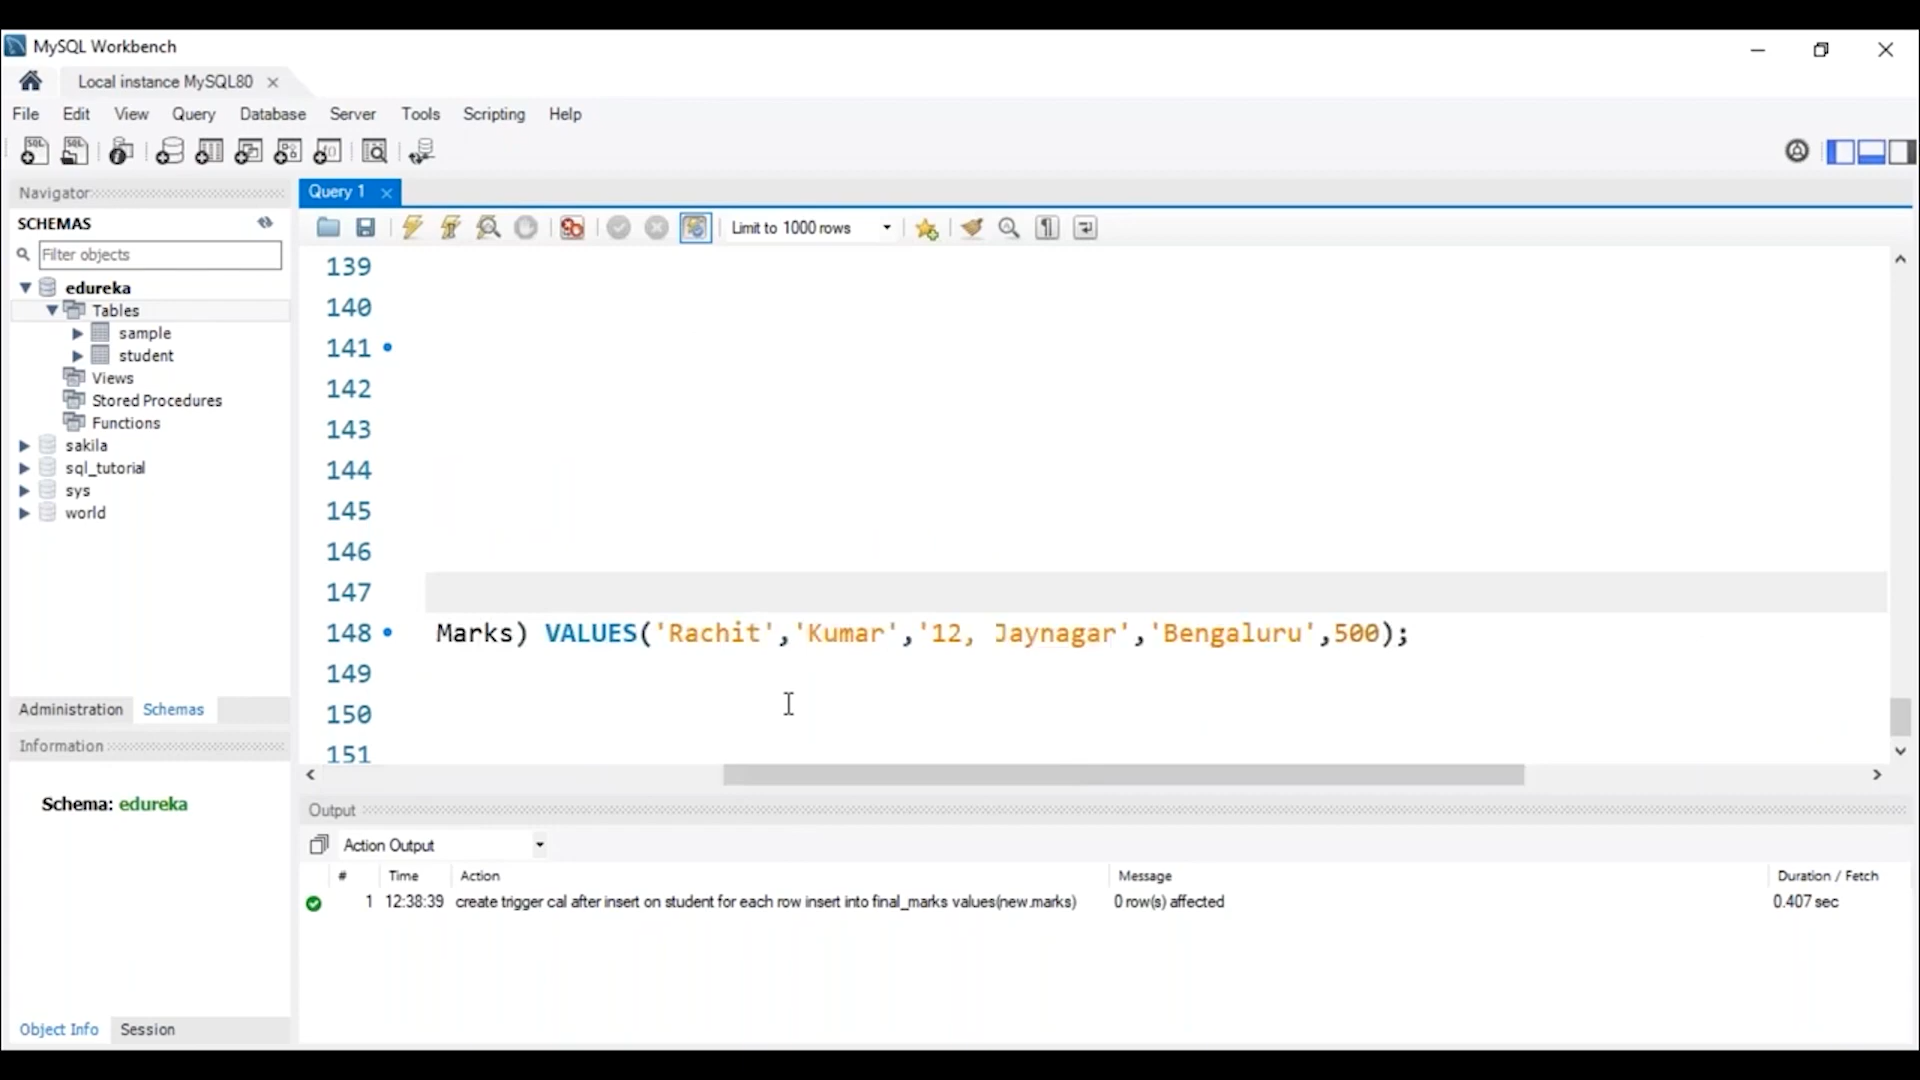 MySQL Workbench
Local instance MySQL80
File Edit View Query Database Server Tools Scripting Help
Navigator
Query 1
SCHEMAS
Limit to 1000 rows
Filter objects
edureka
Tables
sample
student
Views
Stored Procedures
Functions
sakila
sql_tutorial
sys
world
139
140
141
142
143
144
145
146
147
148 Marks) VALUES('Rachit','Kumar','12, Jaynagar','Bengaluru',500);
149
150
151
Administration Schemas
Information
Schema: edureka
Object Info Session
Output
Action Output
# Time Action Message Duration / Fetch
1 12:38:39 create trigger cal after insert on student for each row insert into final_marks values(new.marks) 0 row(s) affected 0.407 sec